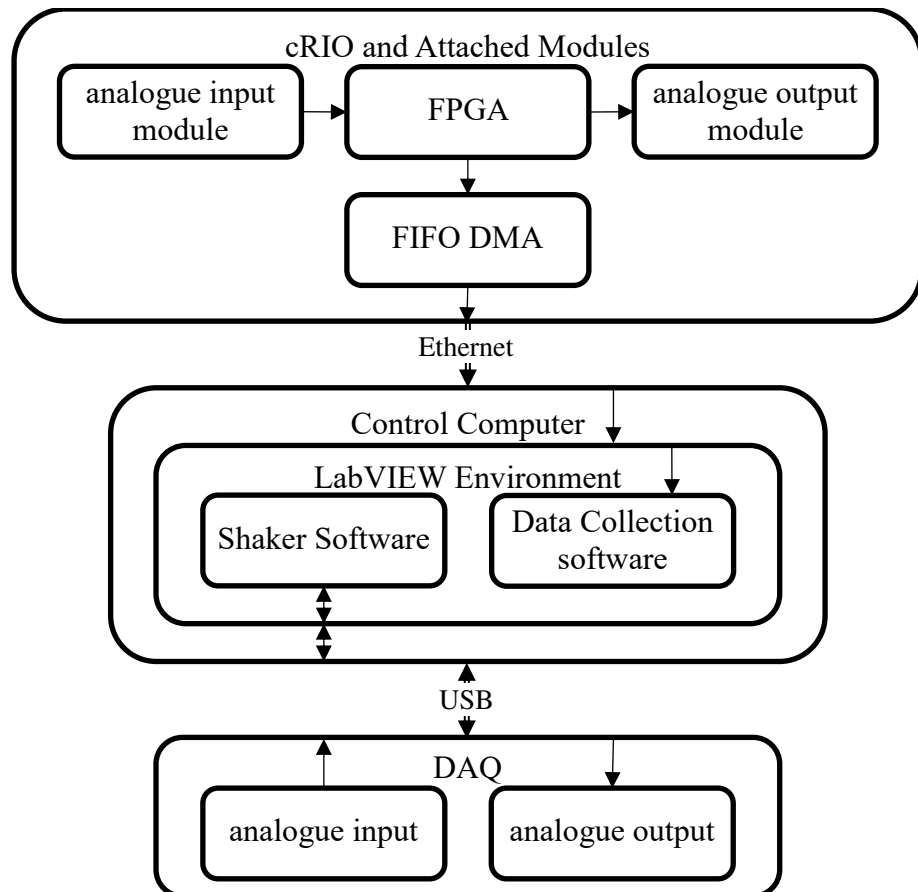 cRIO and Attached Modules
analogue input
module
FPGA
analogue output
module
FIFO DMA
Ethernet
Control Computer
LabVIEW Environment
Shaker Software
Data Collection
software
USB
DAQ
analogue input
analogue output